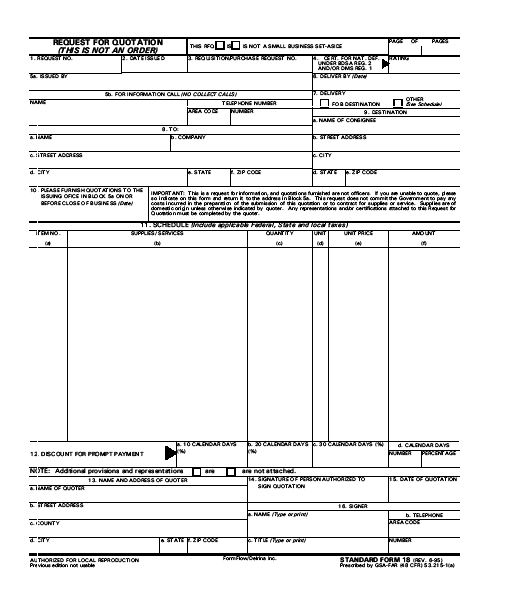 REQUEST FOR QUOTATION
(THIS IS NOT AN ORDER)
THIS RFQ IS IS NOT A SMALL BUSINESS SET-ASIDE
PAGE OF PAGES
1. REQUEST NO.
2. DATE ISSUED
3. REQUISITION/PURCHASE REQUEST NO.
4. CERT. FOR NAT. DEF.
UNDER BDSA REG. 2
AND/OR DMS REG. 1
RATING
5a. ISSUED BY
6. DELIVER BY (Date)
5b. FOR INFORMATION CALL (NO COLLECT CALLS)
7. DELIVERY
FOB DESTINATION
OTHER
(See Schedule)
NAME
TELEPHONE NUMBER
AREA CODE
NUMBER
9. DESTINATION
a. NAME OF CONSIGNEE
8. TO:
a. NAME
b. COMPANY
b. STREET ADDRESS
c. STREET ADDRESS
c. CITY
d. CITY
e. STATE
f. ZIP CODE
d. STATE
e. ZIP CODE
10. PLEASE FURNISH QUOTATIONS TO THE
ISSUING OFICE IN BLOCK 5a ON OR
BEFORE CLOSE OF BUSINESS (Date)
IMPORTANT: This is a request for information, and quotations furnished are not officers. If you are unable to quote, please
so indicate on this form and return it to the address in Block 5a. This request does not commit the Government to pay any
costs incurred in the preparation of the submission of this quotation or to contract for supplies or service. Supplies are of
domestic origin unless otherwise indicated by quoter. Any representations and/or certifications attached to this Request for
Quotation must be completed by the quoter.
11. SCHEDULE (Include applicable Federal, State and local taxes)
ITEM NO.
SUPPLIES/SERVICES
QUANTITY
UNIT
UNIT PRICE
AMOUNT
(a)
(b)
(c)
(d)
(e)
(f)
12. DISCOUNT FOR PROMPT PAYMENT
a. 10 CALENDAR DAYS
(%)
b. 20 CALENDAR DAYS
(%)
c. 30 CALENDAR DAYS (%)
d. CALENDAR DAYS
NUMBER
PERCENTAGE
NOTE: Additional provisions and representations are are not attached.
13. NAME AND ADDRESS OF QUOTER
14. SIGNATURE OF PERSON AUTHORIZED TO
SIGN QUOTATION
15. DATE OF QUOTATION
a. NAME OF QUOTER
b. STREET ADDRESS
16. SIGNER
a. NAME (Type or print)
b. TELEPHONE
c. COUNTY
AREA CODE
d. CITY
e. STATE
f. ZIP CODE
c. TITLE (Type or print)
NUMBER
AUTHORIZED FOR LOCAL REPRODUCTION
Previous edition not usable
FormFlow/Delrina Inc.
STANDARD FORM 18 (REV. 6-95)
Prescribed by GSA-FAR (48 CFR) 53.215-1(a)